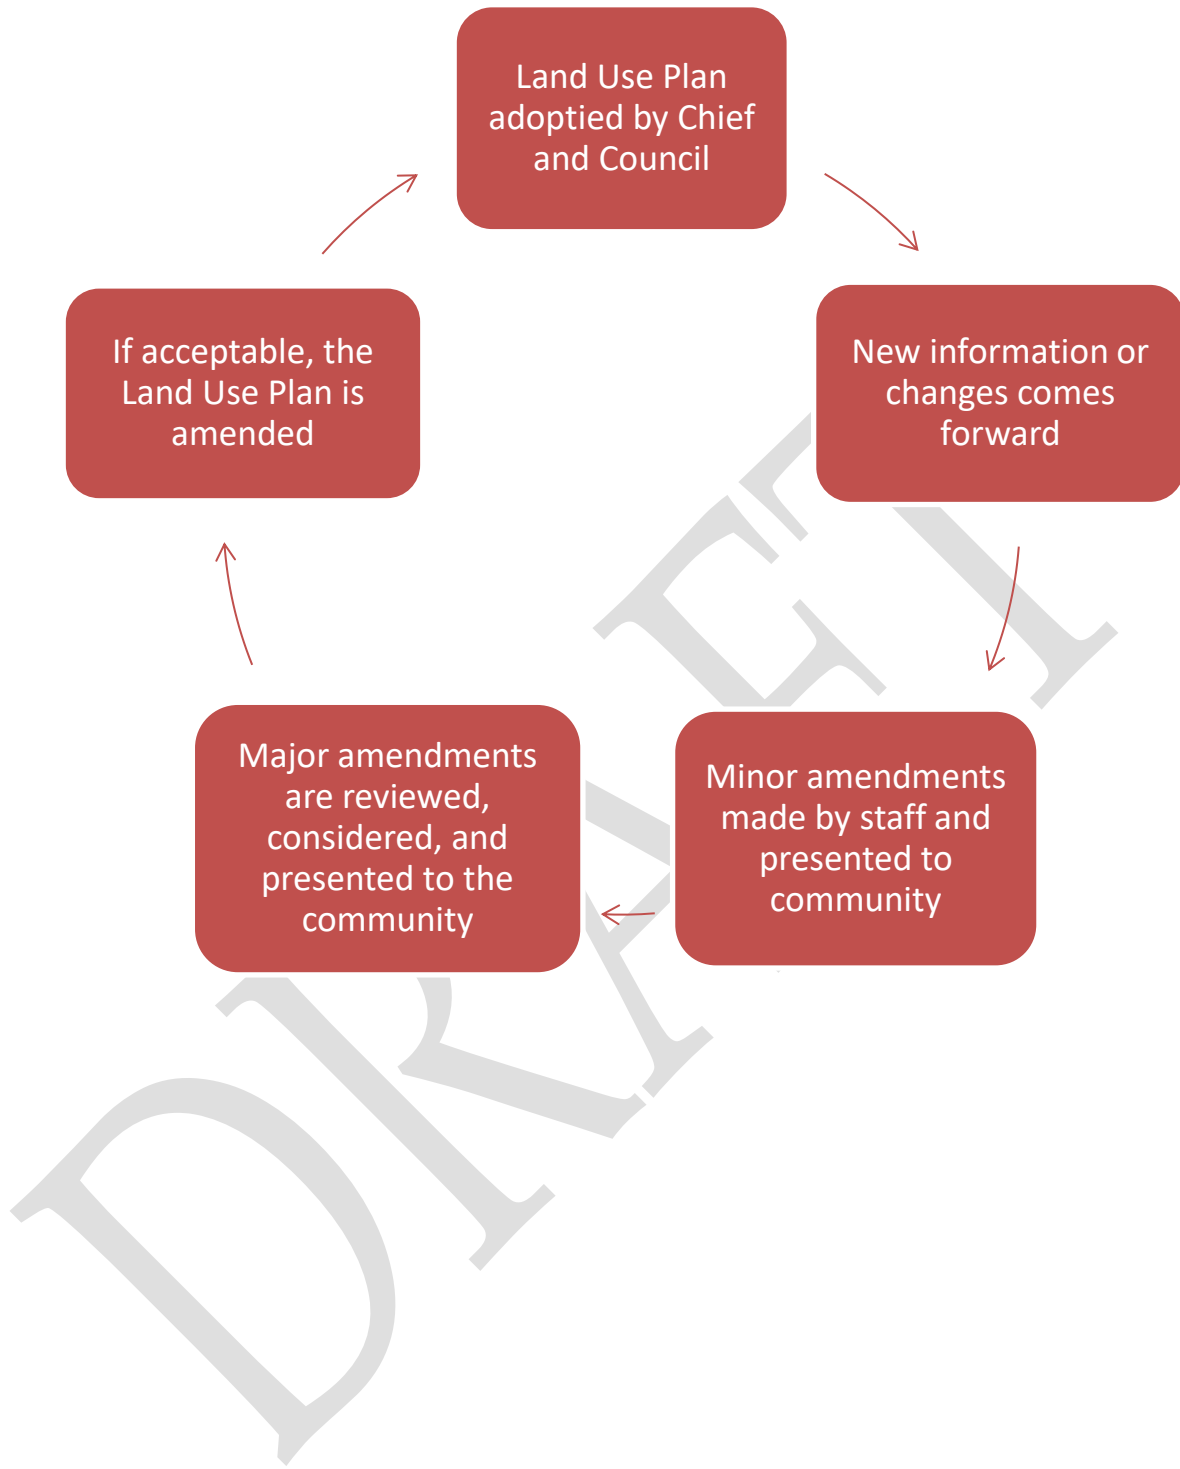 Land Use Plan
adoptied by Chief
and Council
New information or
changes comes
forward
Minor amendments
made by staff and
presented to
community
Major amendments
are reviewed,
considered, and
presented to the
community
If acceptable, the
Land Use Plan is
amended
DRAFT